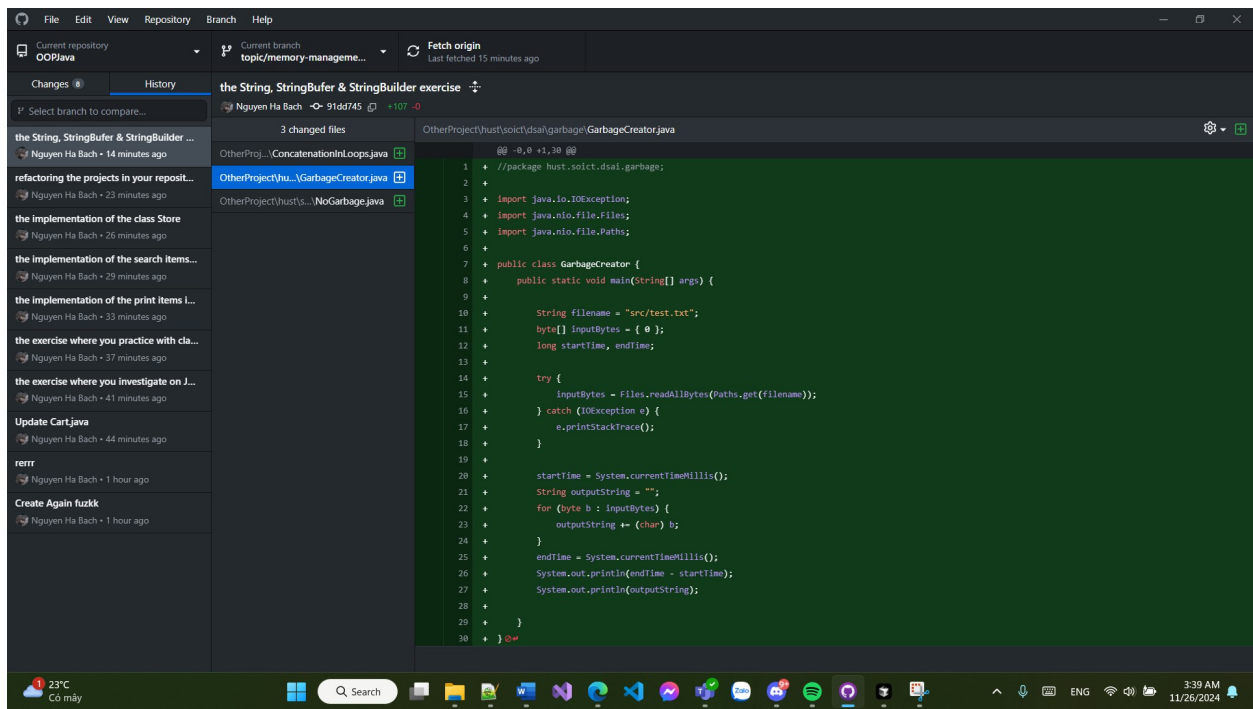 File Edit View Repository Branch Help
Current repository
OOPJava
Current branch
topic/memory-manageme...
Fetch origin
Last fetched 15 minutes ago
Changes 8 History
Select branch to compare...
the String, StringBufer & StringBuilder ...
Nguyen Ha Bach • 14 minutes ago
refactoring the projects in your reposit...
Nguyen Ha Bach • 23 minutes ago
the implementation of the class Store
Nguyen Ha Bach • 26 minutes ago
the implementation of the search items...
Nguyen Ha Bach • 29 minutes ago
the implementation of the print items i...
Nguyen Ha Bach • 33 minutes ago
the exercise where you practice with cla...
Nguyen Ha Bach • 37 minutes ago
the exercise where you investigate on J...
Nguyen Ha Bach • 41 minutes ago
Update Cart.java
Nguyen Ha Bach • 44 minutes ago
rerrr
Nguyen Ha Bach • 1 hour ago
Create Again fuzkk
Nguyen Ha Bach • 1 hour ago
the String, StringBufer & StringBuilder exercise
Nguyen Ha Bach 91dd745 +107 -0
3 changed files
OtherProj...\ConcatenationInLoops.java
OtherProject\hu...\GarbageCreator.java
OtherProject\hust\s...\NoGarbage.java
OtherProject\hust\soict\dsai\garbage\GarbageCreator.java
@@ -0,0 +1,30 @@
1 + //package hust.soict.dsai.garbage;
2 +
3 + import java.io.IOException;
4 + import java.nio.file.Files;
5 + import java.nio.file.Paths;
6 +
7 + public class GarbageCreator {
8 + public static void main(String[] args) {
9 +
10 + String filename = "src/test.txt";
11 + byte[] inputBytes = { 0 };
12 + long startTime, endTime;
13 +
14 + try {
15 + inputBytes = Files.readAllBytes(Paths.get(filename));
16 + } catch (IOException e) {
17 + e.printStackTrace();
18 + }
19 +
20 + startTime = System.currentTimeMillis();
21 + String outputString = "";
22 + for (byte b : inputBytes) {
23 + outputString += (char) b;
24 + }
25 + endTime = System.currentTimeMillis();
26 + System.out.println(endTime - startTime);
27 + System.out.println(outputString);
28 +
29 + }
30 + }
1
23°C
Có mây
Search
Zalo
ENG
3:39 AM
11/26/2024